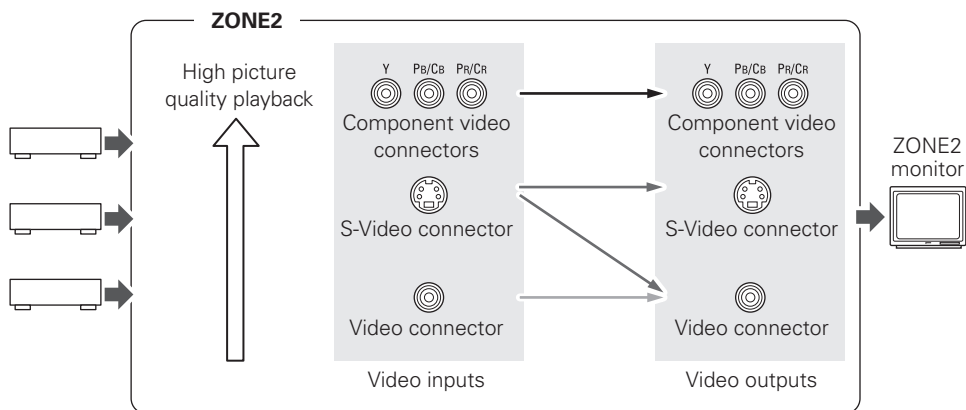 ZONE2
High picture
quality playback
Y PB/CB PR/CR
Component video
connectors
S-Video connector
Video connector
Video inputs
Y PB/CB PR/CR
Component video
connectors
S-Video connector
Video connector
Video outputs
ZONE2
monitor